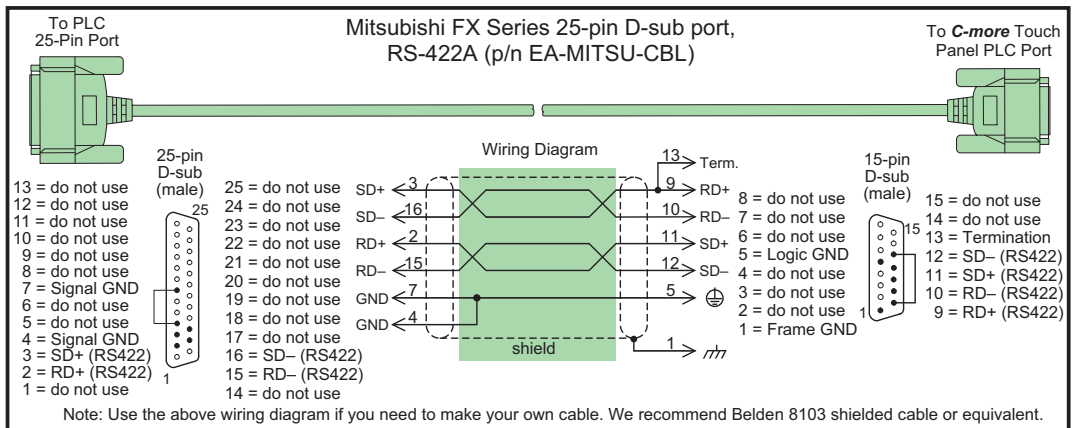 To PLC
25-Pin Port
Mitsubishi FX Series 25-pin D-sub port,
RS-422A (p/n EA-MITSU-CBL)
To C-more Touch
Panel PLC Port
25-pin
D-sub
(male)
13 = do not use
12 = do not use
11 = do not use
10 = do not use
9 = do not use
8 = do not use
7 = Signal GND
6 = do not use
5 = do not use
4 = Signal GND
3 = SD+ (RS422)
2 = RD+ (RS422)
1 = do not use
25
1
25 = do not use
24 = do not use
23 = do not use
22 = do not use
21 = do not use
20 = do not use
19 = do not use
18 = do not use
17 = do not use
16 = SD– (RS422)
15 = RD– (RS422)
14 = do not use
Wiring Diagram
13 Term.
SD+ 3 9 RD+
SD– 16 10 RD–
RD+ 2 11 SD+
RD– 15 12 SD–
GND 7 5
GND 4
shield 1
8 = do not use
7 = do not use
6 = do not use
5 = Logic GND
4 = do not use
3 = do not use
2 = do not use
1 = Frame GND
15-pin
D-sub
(male)
15
1
15 = do not use
14 = do not use
13 = Termination
12 = SD– (RS422)
11 = SD+ (RS422)
10 = RD– (RS422)
9 = RD+ (RS422)
Note: Use the above wiring diagram if you need to make your own cable. We recommend Belden 8103 shielded cable or equivalent.